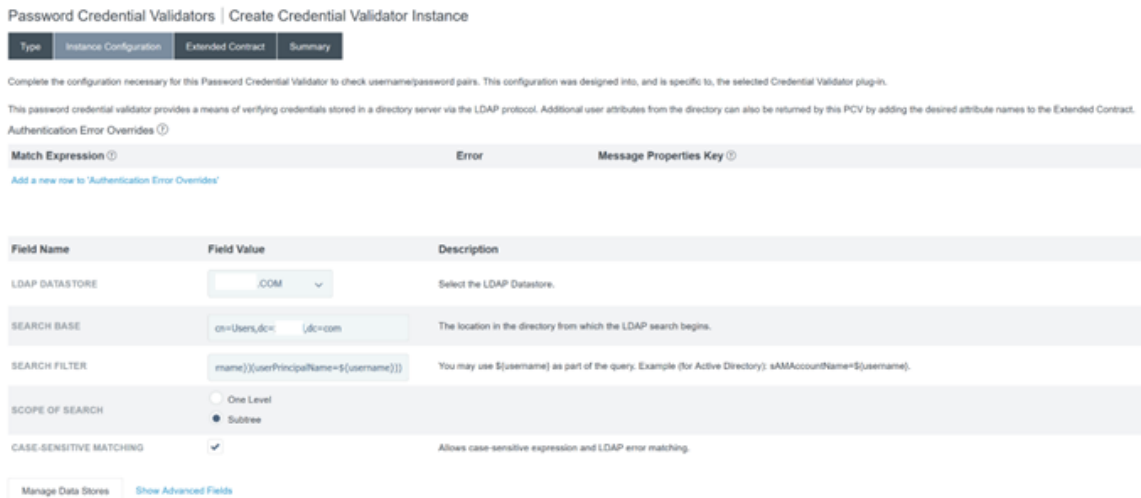 Password Credential Validators | Create Credential Validator Instance
Type Instance Configuration Extended Contract Summary
Complete the configuration necessary for this Password Credential Validator to check username/password pairs. This configuration was designed into, and is specific to, the selected Credential Validator plug-in.
This password credential validator provides a means of verifying credentials stored in a directory server via the LDAP protocol. Additional user attributes from the directory can also be returned by this PCV by adding the desired attribute names to the Extended Contract.
Authentication Error Overrides ?
Match Expression ? Error Message Properties Key ?
Add a new row to 'Authentication Error Overrides'
Field Name Field Value Description
LDAP DATASTORE .COM Select the LDAP Datastore.
SEARCH BASE cn=Users,dc= ,dc=com The location in the directory from which the LDAP search begins.
SEARCH FILTER rname})(userPrincipalName=${username})) You may use ${username} as part of the query. Example (for Active Directory): sAMAccountName=${username}.
SCOPE OF SEARCH One Level
Subtree
CASE-SENSITIVE MATCHING Allows case-sensitive expression and LDAP error matching.
Manage Data Stores Show Advanced Fields